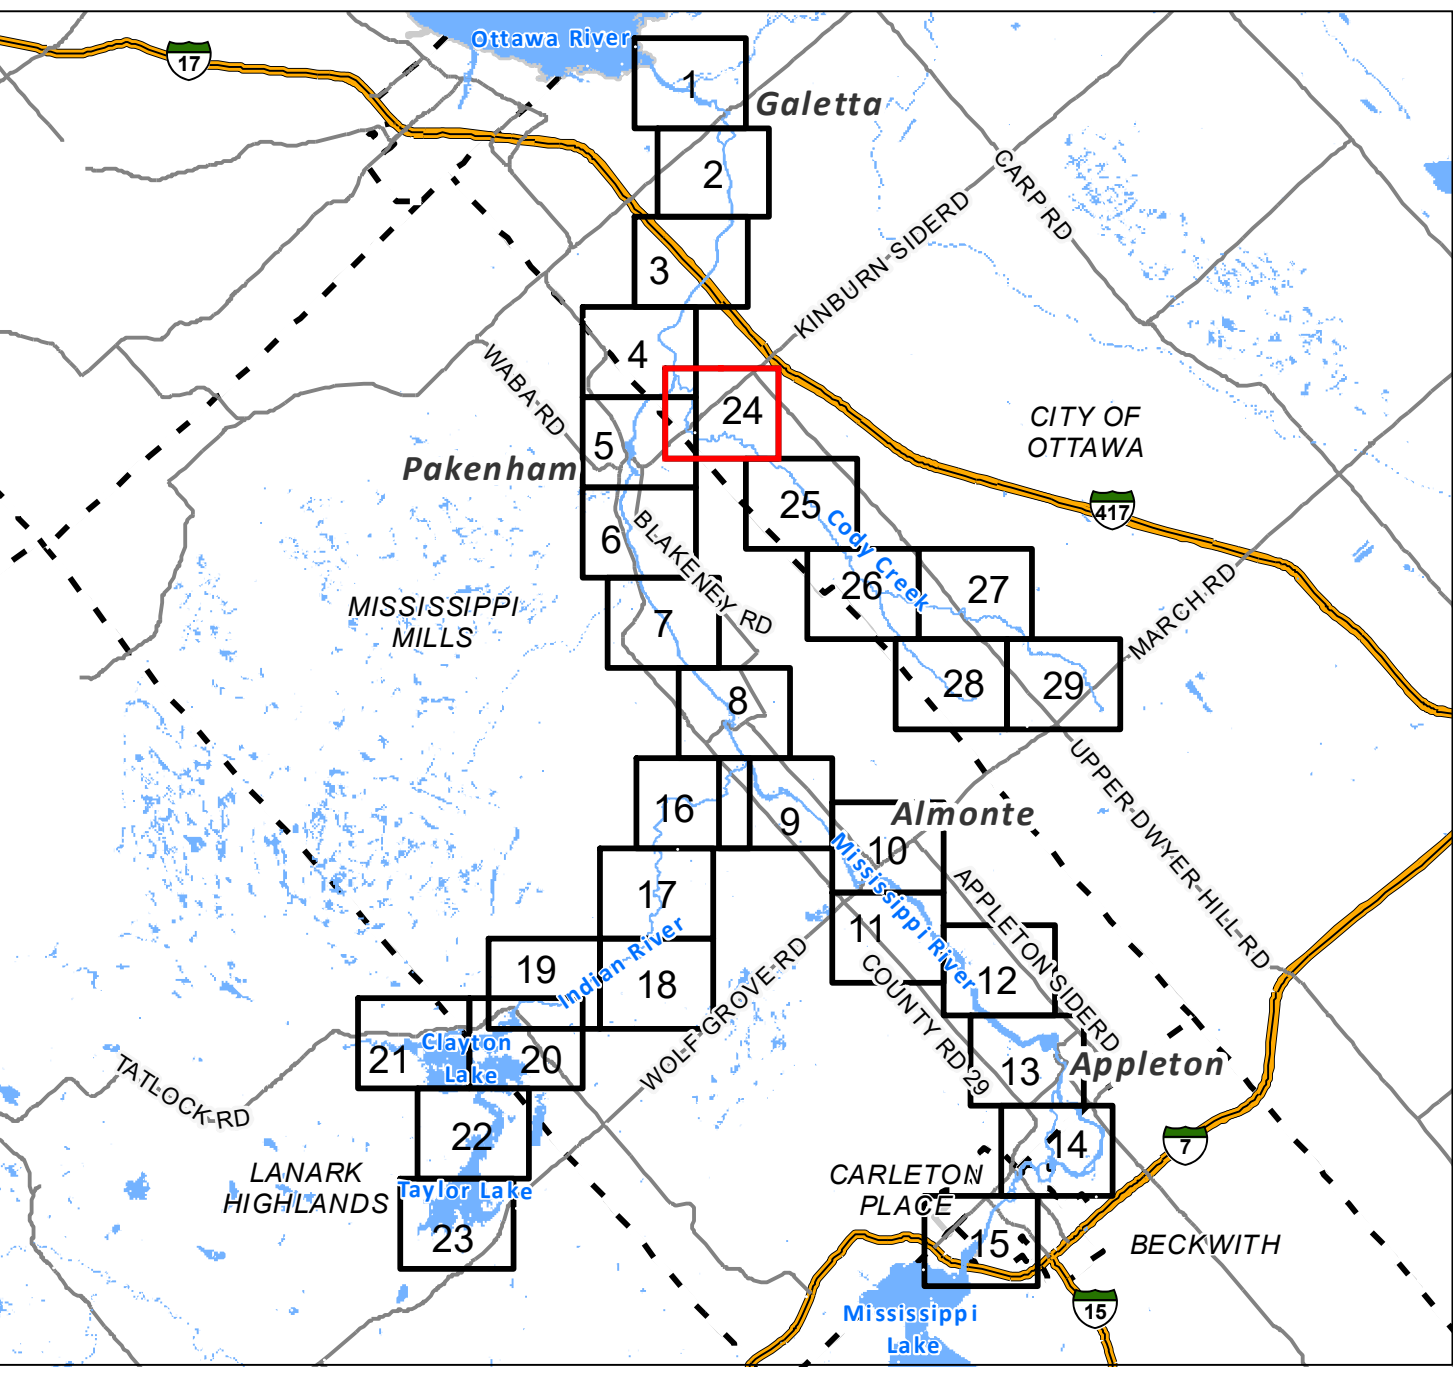 Ottawa River
17
1
Galetta
2
CARP RD
KINBURN SIDERD
3
4
WABA RD
24
CITY OF
OTTAWA
5
Pakenham
25
417
Cody Creek
6
BLAKENEY RD
26
27
MISSISSIPPI
MILLS
MARCH RD
7
28
29
8
UPPER DWYER HILL RD
16
9
Almonte
10
Mississippi River
APPLETON SIDERD
17
11
Indian River
19
18
12
WOLF GROVE RD
COUNTY RD 29
21
Clayton
Lake
20
13
Appleton
TATLOCK RD
22
14
7
LANARK
HIGHLANDS
Taylor Lake
CARLETON
PLACE
23
15
BECKWITH
Mississippi
Lake
15